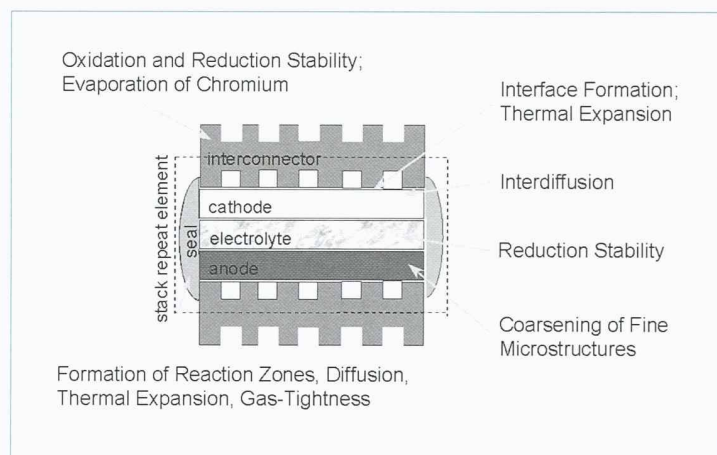 Oxidation and Reduction Stability;
Evaporation of Chromium
Interface Formation;
Thermal Expansion
interconnector
Interdiffusion
cathode
electrolyte
Reduction Stability
anode
seal
stack repeat element
Coarsening of Fine
Microstructures
Formation of Reaction Zones, Diffusion,
Thermal Expansion, Gas-Tightness